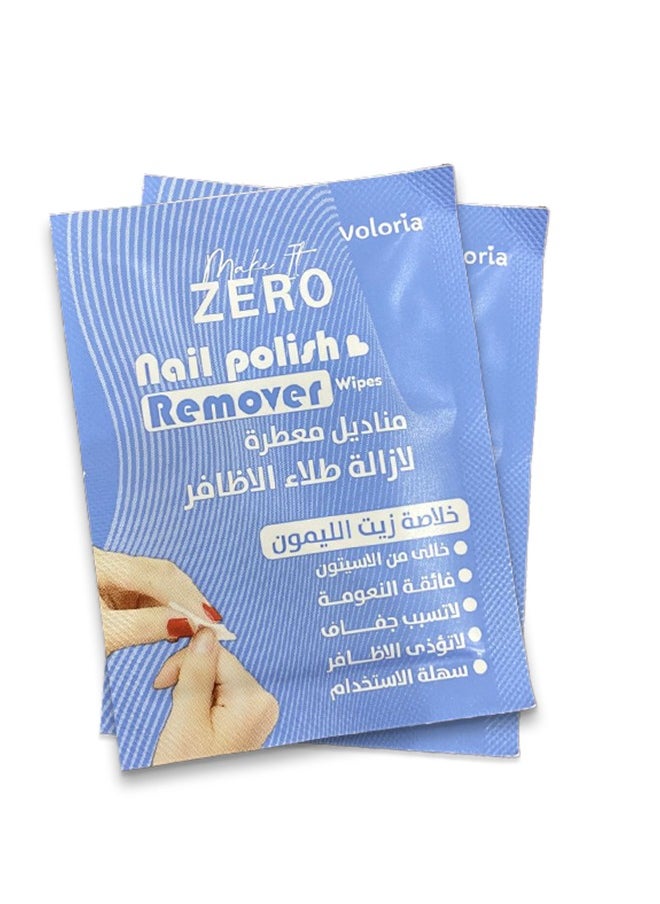 voloria
Make It
ZERO
Nail polish
Remover Wipes
مناديل معطرة
لازالة طلاء الاظافر
خلاصة زيت الليمون
خالى من الاسيتون
فائقة النعومة
لاتسبب جفاف
لاتؤذى الاظافر
سهلة الاستخدام
oria